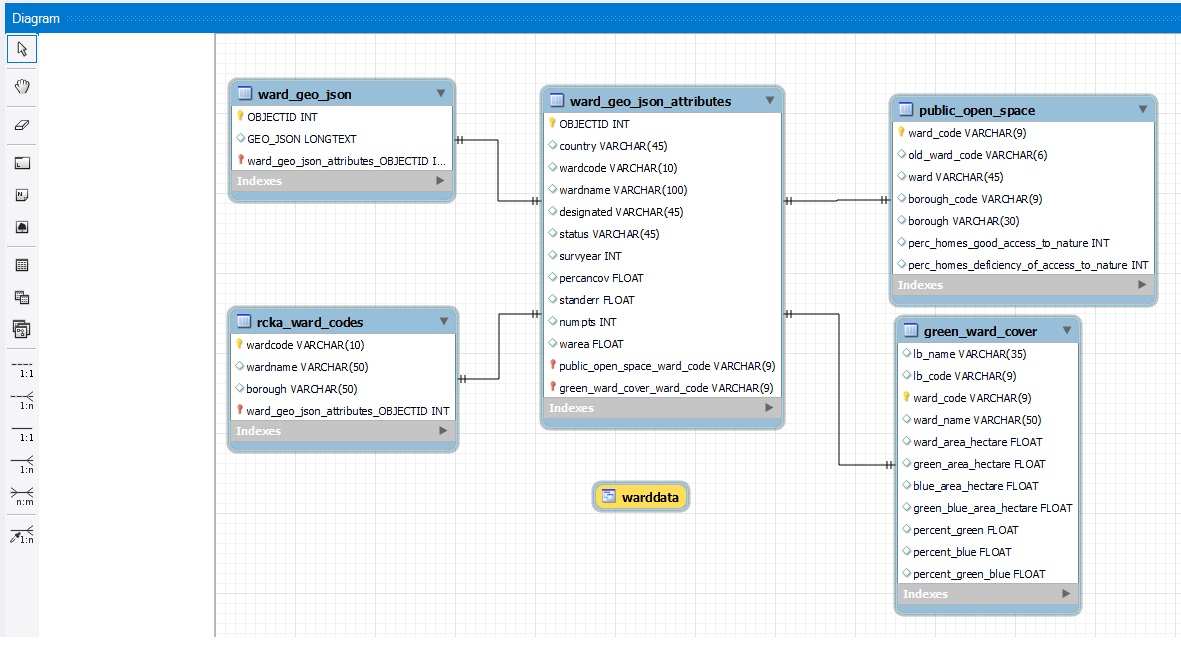 Diagram
1:1
1:n
1:1
1:n
n:m
1:n
ward_geo_json
OBJECTID INT
GEO_JSON LONGTEXT
ward_geo_json_attributes_OBJECTID I...
Indexes
rcka_ward_codes
wardcode VARCHAR(10)
wardname VARCHAR(50)
borough VARCHAR(50)
ward_geo_json_attributes_OBJECTID INT
Indexes
ward_geo_json_attributes
OBJECTID INT
country VARCHAR(45)
wardcode VARCHAR(10)
wardname VARCHAR(100)
designated VARCHAR(45)
status VARCHAR(45)
survyear INT
percancov FLOAT
standerr FLOAT
numpts INT
warea FLOAT
public_open_space_ward_code VARCHAR(9)
green_ward_cover_ward_code VARCHAR(9)
Indexes
warddata
public_open_space
ward_code VARCHAR(9)
old_ward_code VARCHAR(6)
ward VARCHAR(45)
borough_code VARCHAR(9)
borough VARCHAR(30)
perc_homes_good_access_to_nature INT
perc_homes_deficiency_of_access_to_nature INT
Indexes
green_ward_cover
lb_name VARCHAR(35)
lb_code VARCHAR(9)
ward_code VARCHAR(9)
ward_name VARCHAR(50)
ward_area_hectare FLOAT
green_area_hectare FLOAT
blue_area_hectare FLOAT
green_blue_area_hectare FLOAT
percent_green FLOAT
percent_blue FLOAT
percent_green_blue FLOAT
Indexes